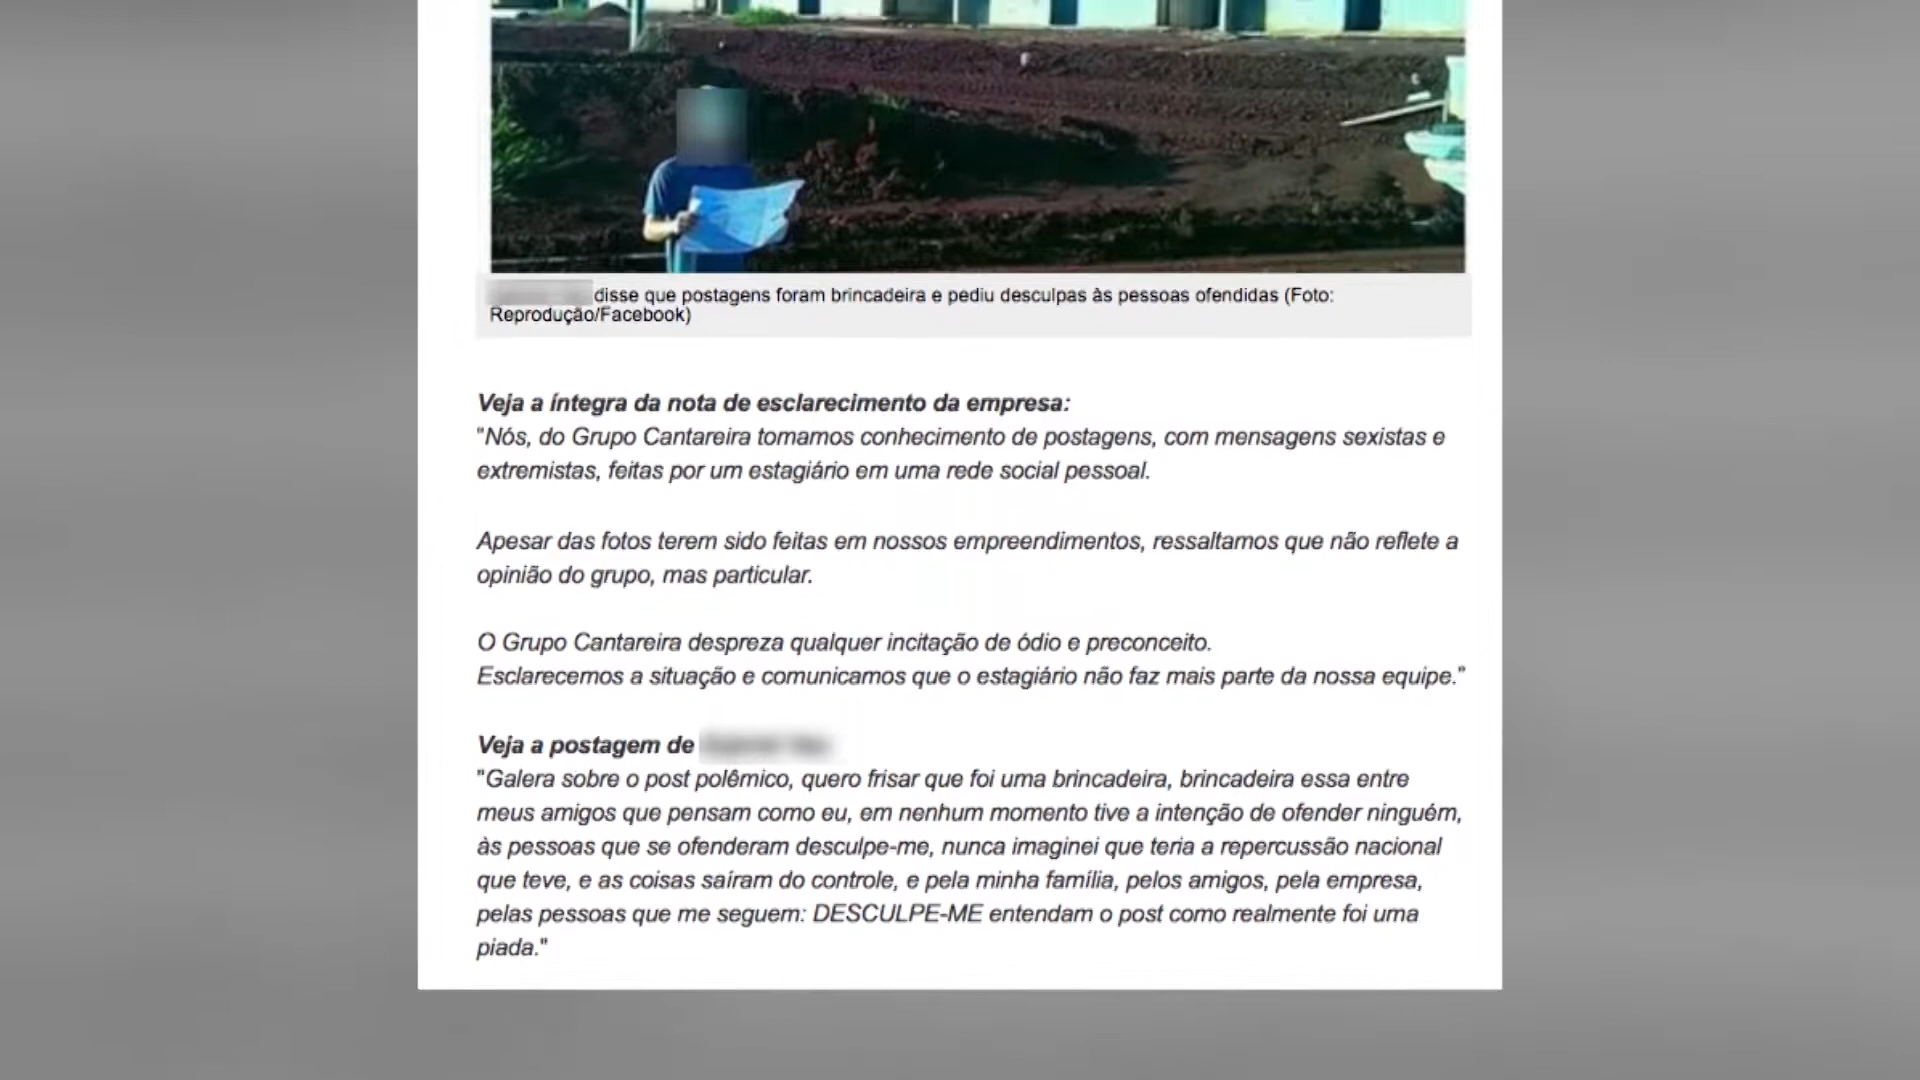 disse que postagens foram brincadeira e pediu desculpas às pessoas ofendidas (Foto:
Reprodução/Facebook)
Veja a íntegra da nota de esclarecimento da empresa:
"Nós, do Grupo Cantareira tomamos conhecimento de postagens, com mensagens sexistas e
extremistas, feitas por um estagiário em uma rede social pessoal.
Apesar das fotos terem sido feitas em nossos empreendimentos, ressaltamos que não reflete a
opinião do grupo, mas particular.
O Grupo Cantareira despreza qualquer incitação de ódio e preconceito.
Esclarecemos a situação e comunicamos que o estagiário não faz mais parte da nossa equipe.”
Veja a postagem de
"Galera sobre o post polêmico, quero frisar que foi uma brincadeira, brincadeira essa entre
meus amigos que pensam como eu, em nenhum momento tive a intenção de ofender ninguém,
às pessoas que se ofenderam desculpe-me, nunca imaginei que teria a repercussão nacional
que teve, e as coisas saíram do controle, e pela minha família, pelos amigos, pela empresa,
pelas pessoas que me seguem: DESCULPE-ME entendam o post como realmente foi uma
piada."